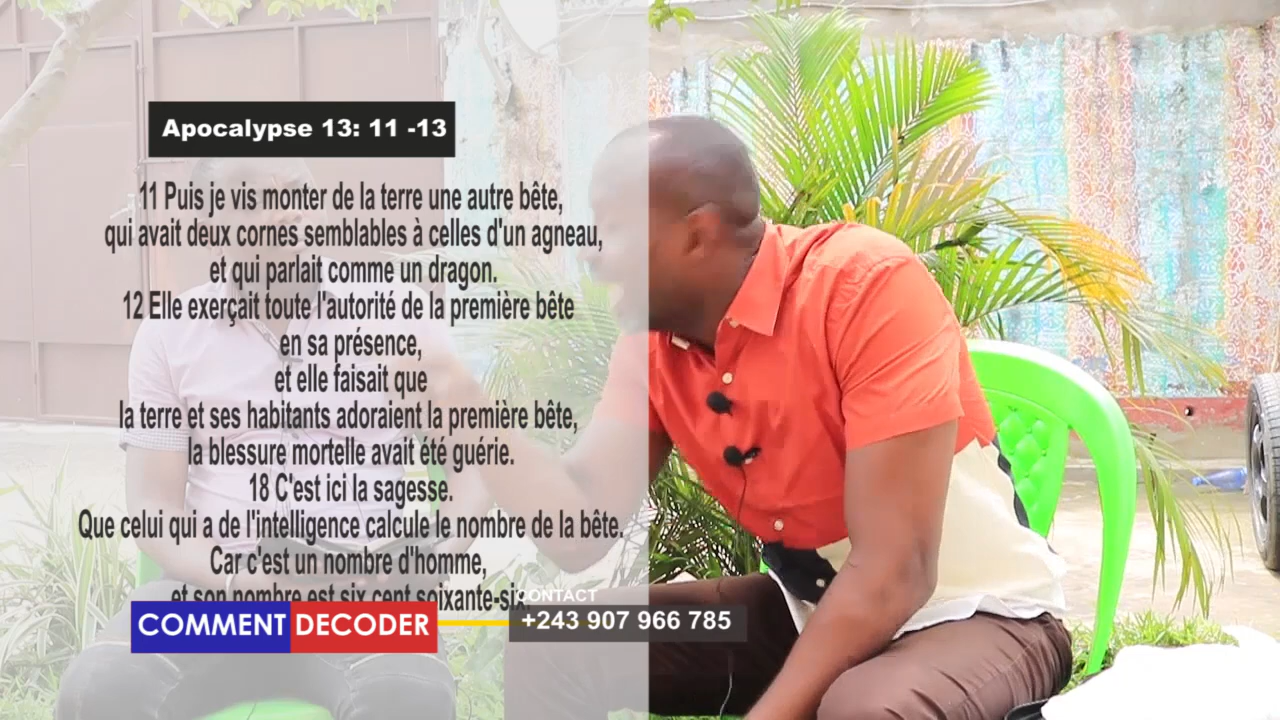 Apocalypse 13: 11 -13
11 Puis je vis monter de la terre une autre bête,
qui avait deux cornes semblables à celles d'un agneau,
et qui parlait comme un dragon.
12 Elle exerçait toute l'autorité de la première bête
en sa présence,
et elle faisait que
la terre et ses habitants adoraient la première bête,
la blessure mortelle avait été guérie.
18 C'est ici la sagesse.
Que celui qui a de l'intelligence calcule le nombre de la bête.
Car c'est un nombre d'homme,
et son nombre est six cent soixante-six.
CONTACT
COMMENT DECODER
+243 907 966 785